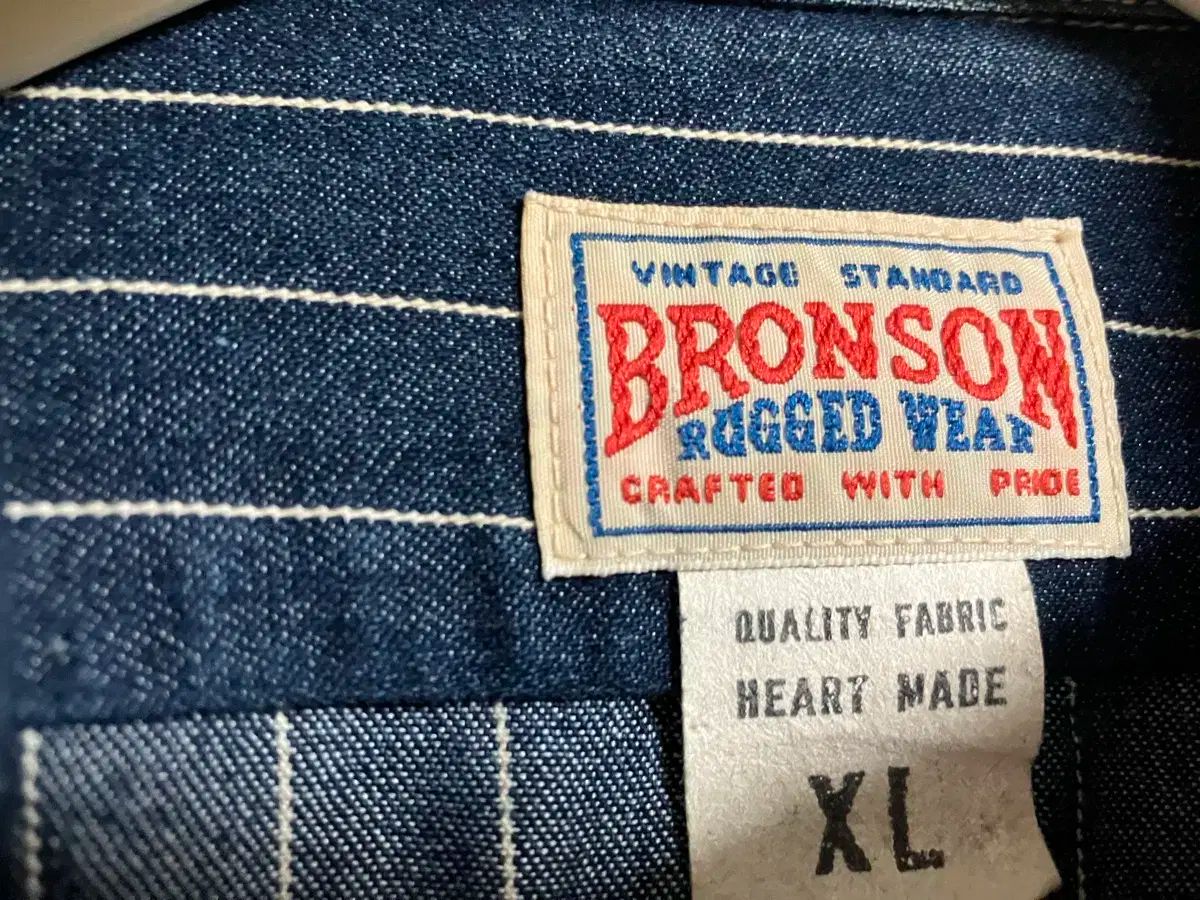 VINTAGE STANDARD
BRONSON
RUGGED WEAR
CRAFTED WITH PRIDE
QUALITY FABRIC
HEART MADE
XL